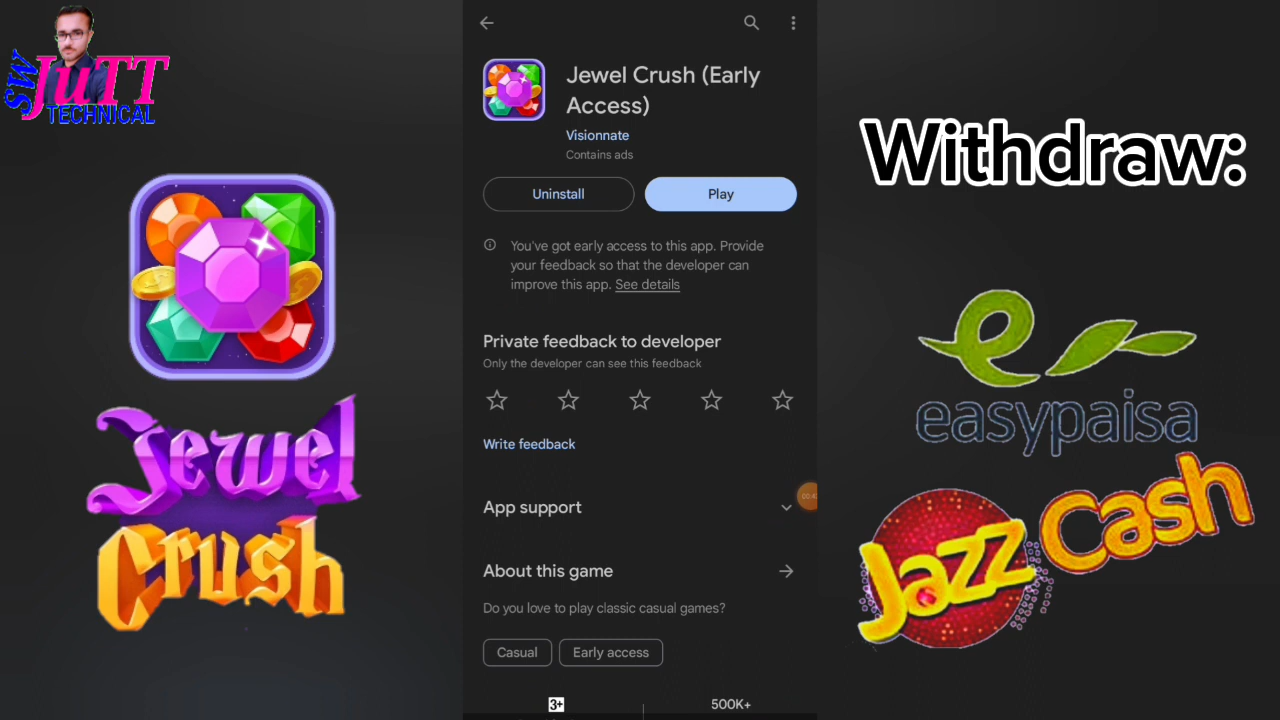 SW
JuTT
TECHNICAL
Jewel
Crush
Jewel Crush (Early
Access)
Visionnate
Contains ads
Uninstall
Play
You've got early access to this app. Provide
your feedback so that the developer can
improve this app. See details
Private feedback to developer
Only the developer can see this feedback
Write feedback
App support
About this game
Do you love to play classic casual games?
Casual
Early access
3+
500K+
Withdraw:
easypaisa
Jazz
Cash